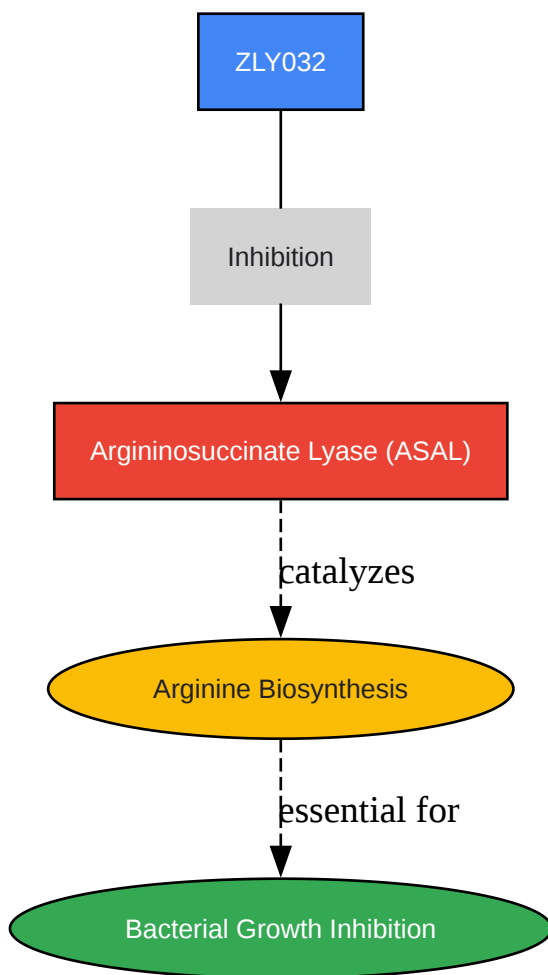 ZLY032
Inhibition
Argininosuccinate Lyase (ASAL)
catalyzes
Arginine Biosynthesis
essential for
Bacterial Growth Inhibition